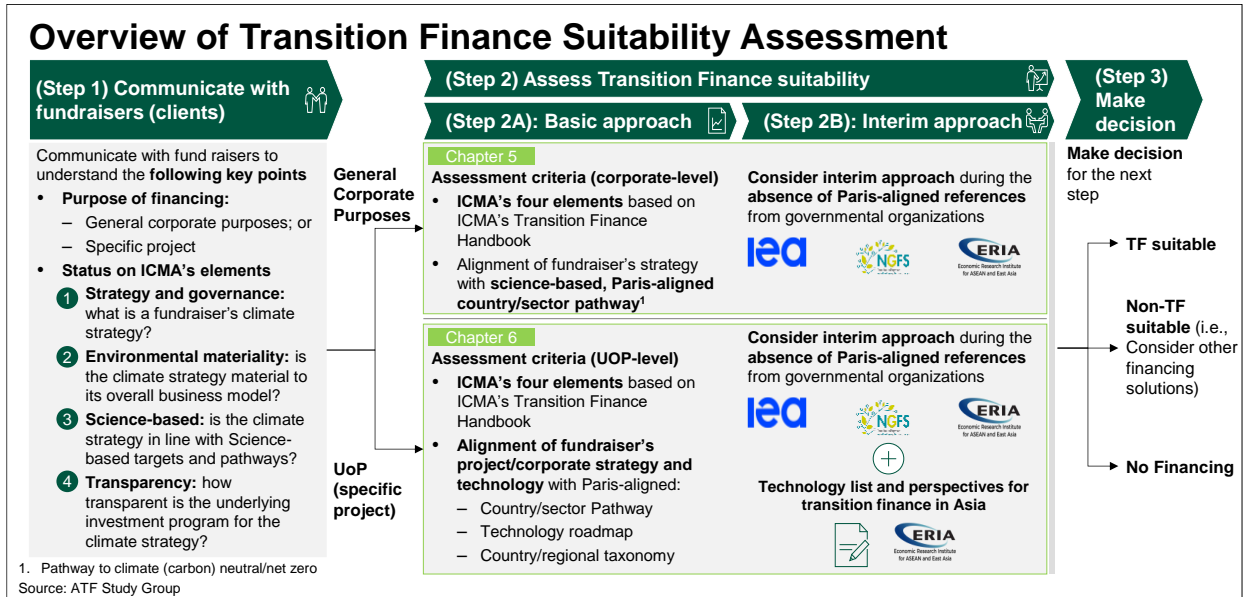 Overview of Transition Finance Suitability Assessment
(Step 1) Communicate with
fundraisers (clients)
Communicate with fund raisers to
understand the following key points
• Purpose of financing:
– General corporate purposes; or
– Specific project
• Status on ICMA's elements
1 Strategy and governance:
what is a fundraiser's climate
strategy?
2 Environmental materiality: is
the climate strategy material to
its overall business model?
3 Science-based: is the climate
strategy in line with Science-
based targets and pathways?
4 Transparency: how
transparent is the underlying
investment program for the
climate strategy?
General
Corporate
Purposes
UoP
(specific
project)
(Step 2) Assess Transition Finance suitability
(Step 2A): Basic approach
(Step 2B): Interim approach
Chapter 5
Assessment criteria (corporate-level)
• ICMA's four elements based on
ICMA's Transition Finance
Handbook
• Alignment of fundraiser's strategy
with science-based, Paris-aligned
country/sector pathway¹
Consider interim approach during the
absence of Paris-aligned references
from governmental organizations
iea
NGFS
ERIA
Economic Research Institute
for ASEAN and East Asia
Chapter 6
Assessment criteria (UOP-level)
• ICMA's four elements based on
ICMA's Transition Finance
Handbook
• Alignment of fundraiser's
project/corporate strategy and
technology with Paris-aligned:
– Country/sector Pathway
– Technology roadmap
– Country/regional taxonomy
Consider interim approach during the
absence of Paris-aligned references
from governmental organizations
iea
NGFS
ERIA
Economic Research Institute
for ASEAN and East Asia
Technology list and perspectives for
transition finance in Asia
ERIA
Economic Research Institute
for ASEAN and East Asia
(Step 3)
Make
decision
Make decision
for the next
step
TF suitable
Non-TF
suitable (i.e.,
Consider other
financing
solutions)
No Financing
1. Pathway to climate (carbon) neutral/net zero
Source: ATF Study Group